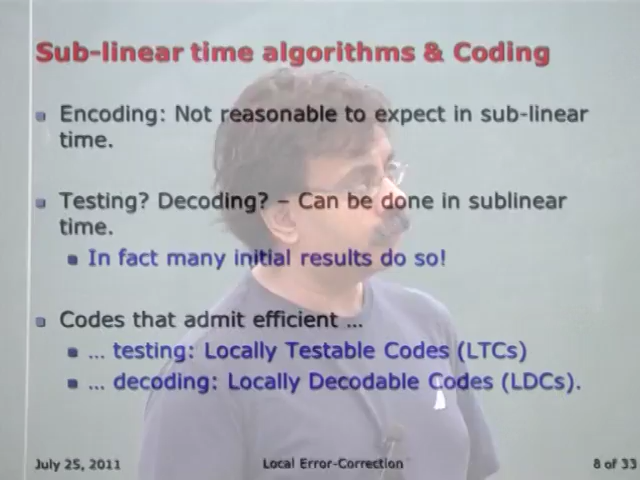 Sub-linear time algorithms & Coding
Encoding: Not reasonable to expect in sub-linear
time.
Testing? Decoding? – Can be done in sublinear
time.
In fact many initial results do so!
Codes that admit efficient …
… testing: Locally Testable Codes (LTCs)
… decoding: Locally Decodable Codes (LDCs).
July 25, 2011 Local Error-Correction 8 of 33